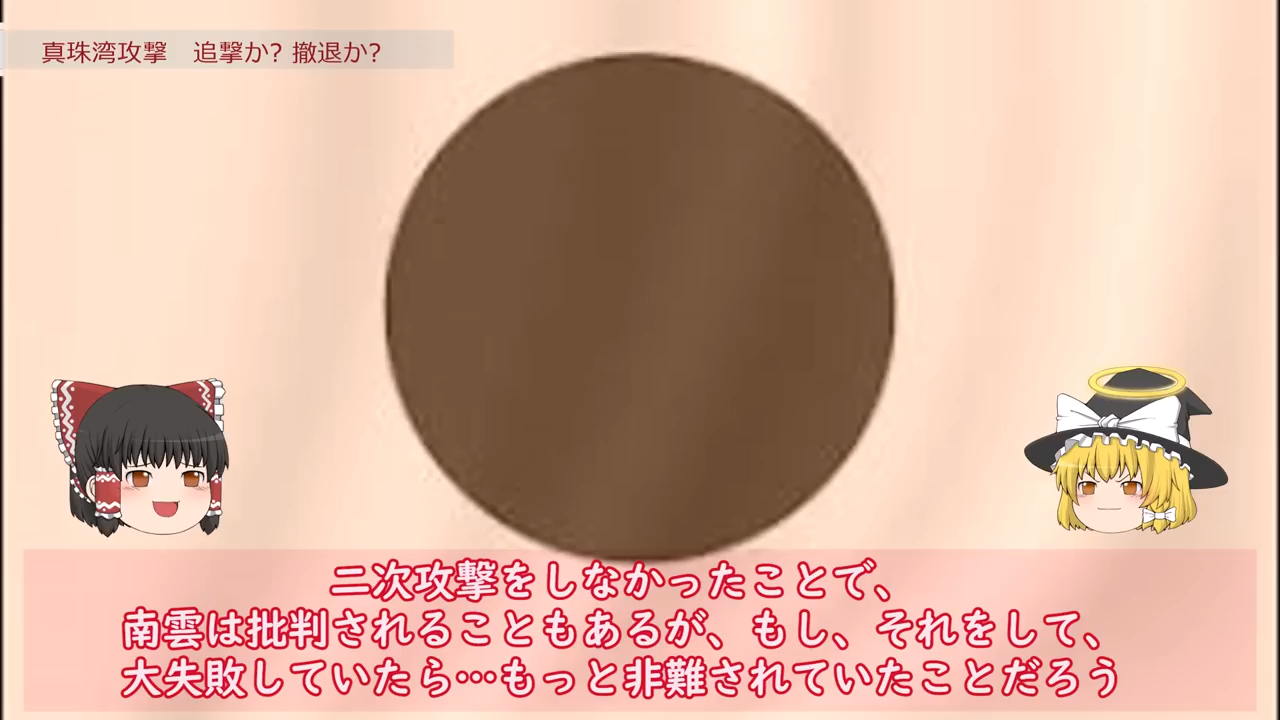 真珠湾攻撃　追撃か? 撤退か?
二次攻撃をしなかったことで、
南雲は批判されることもあるが、もし、それをして、
大失敗していたら…もっと非難されていたことだろう